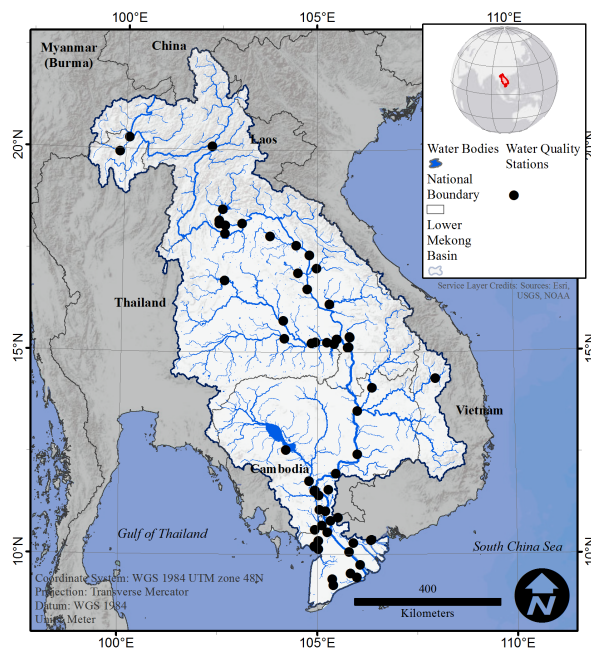 100°E
105°E
Myanmar
(Burma)
China
Laos
20°N
20°N
Water Bodies
Water Quality
Stations
National
Boundary
Lower
Mekong
Basin
Service Layer Credits: Sources: Esri,
USGS, NOAA
Thailand
15°N
15°N
Vietnam
Cambodia
Gulf of Thailand
South China Sea
10°N
10°N
Coordinate System: WGS 1984 UTM zone 48N
Projection: Transverse Mercator
Datum: WGS 1984
Units: Meter
400
Kilometers
N
100°E
105°E
110°E